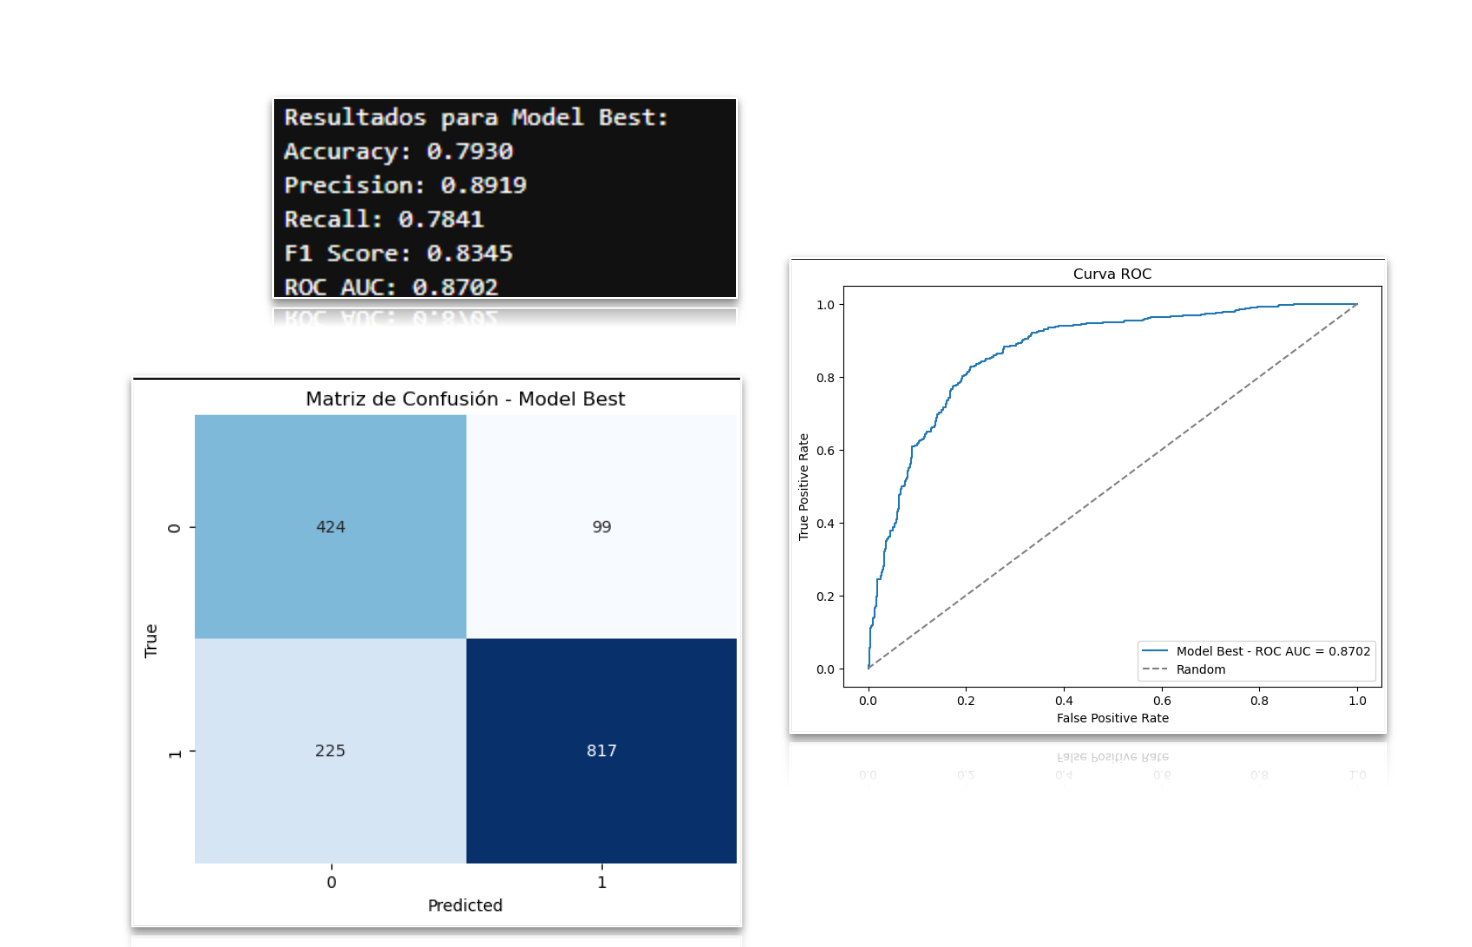 Resultados para Model Best:
Accuracy: 0.7930
Precision: 0.8919
Recall: 0.7841
F1 Score: 0.8345
ROC AUC: 0.8702
Matriz de Confusión - Model Best
0
424
99
True
1
225
817
0
1
Predicted
Curva ROC
1.0
0.8
0.6
0.4
0.2
0.0
True Positive Rate
Model Best - ROC AUC = 0.8702
Random
0.0 0.2 0.4 0.6 0.8 1.0
False Positive Rate